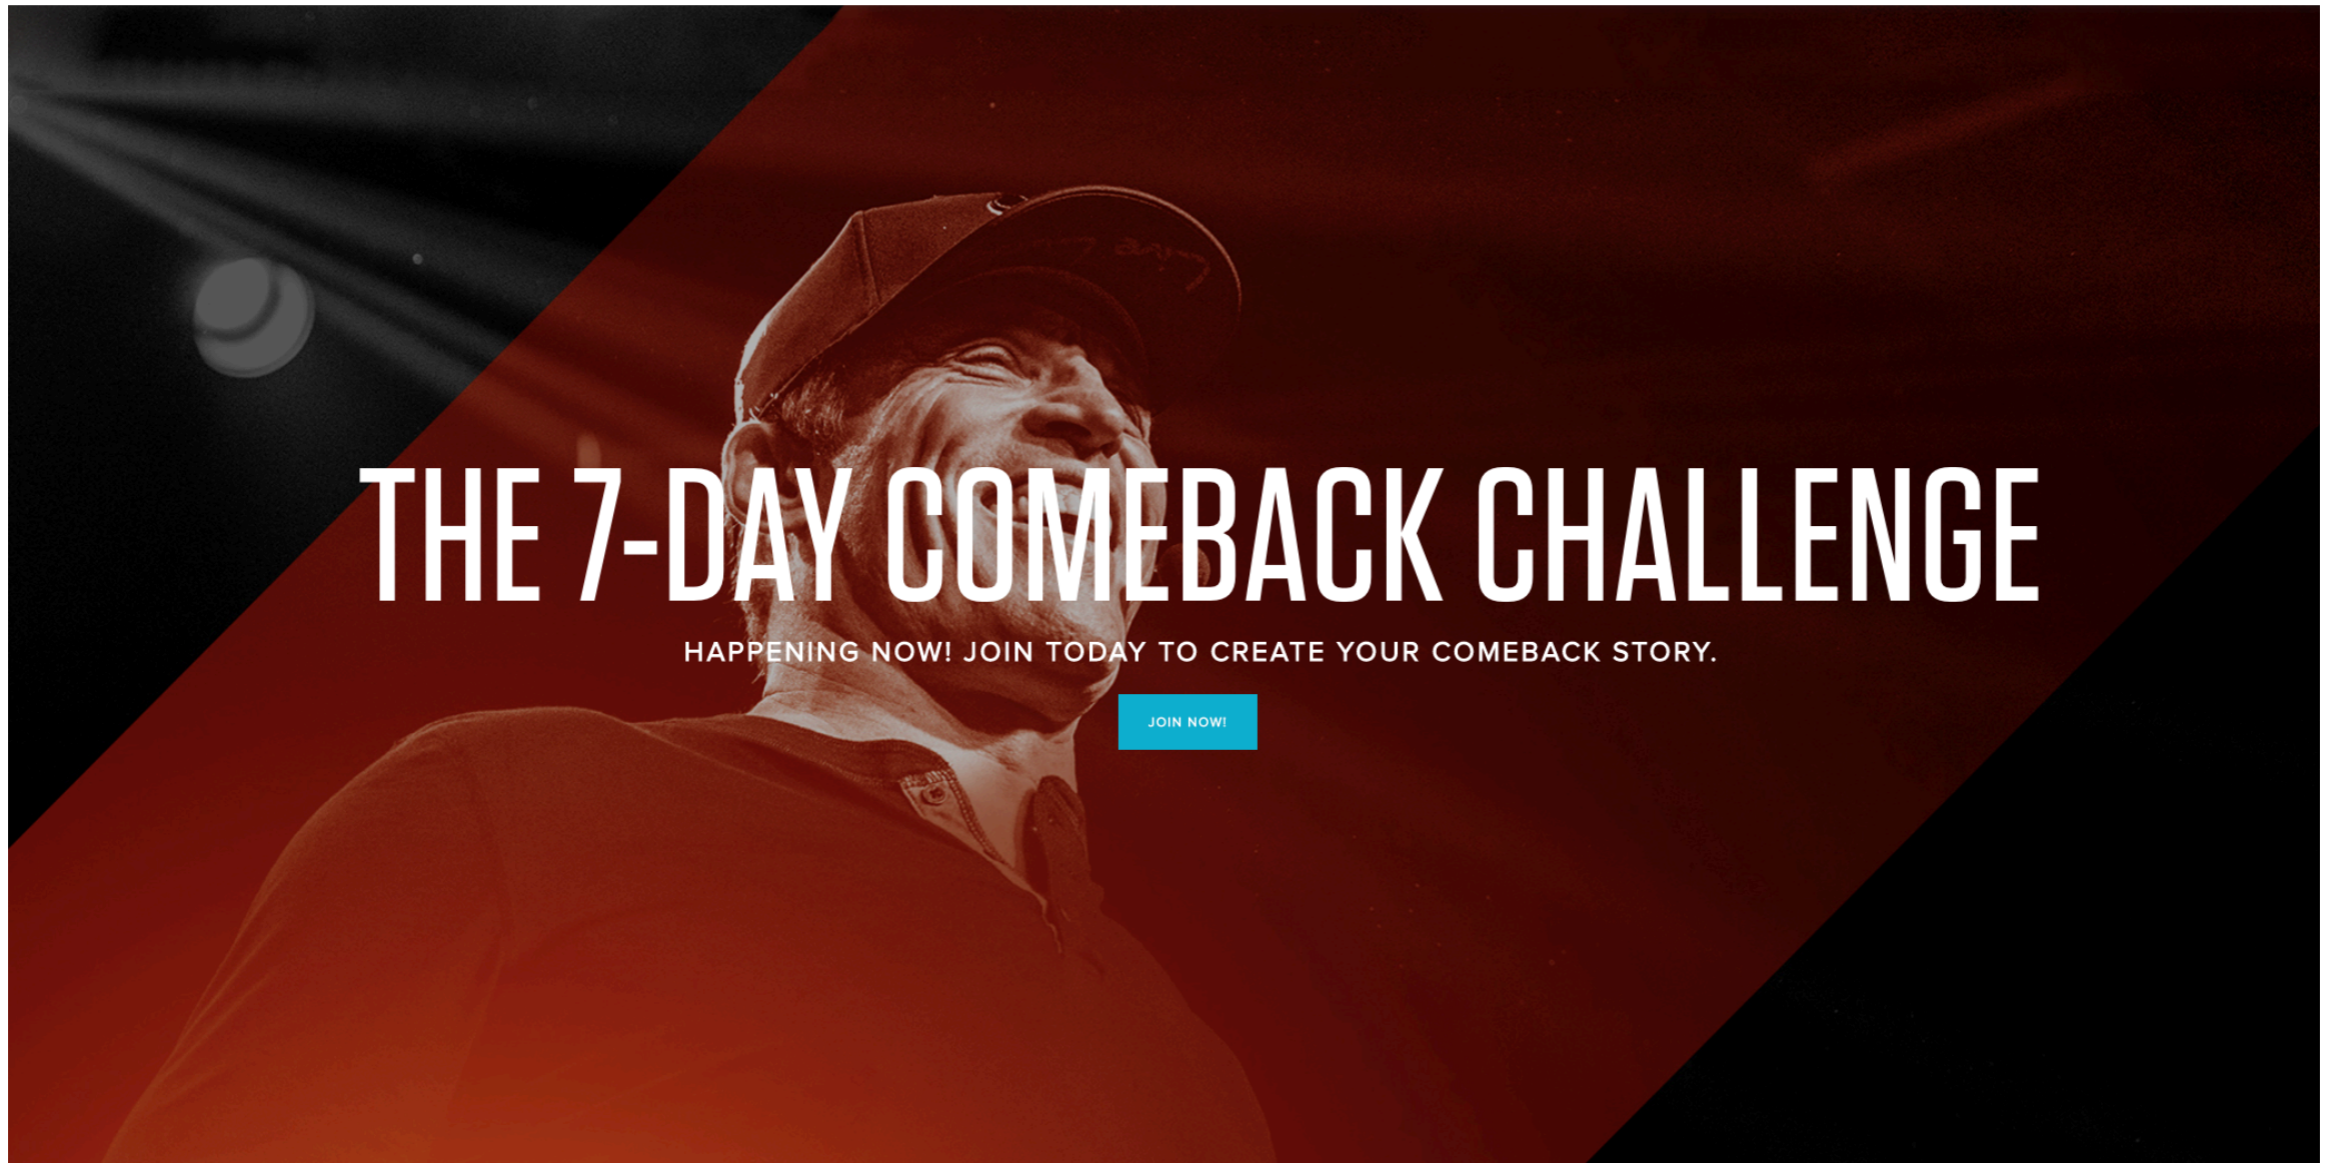 THE 7-DAY COMEBACK CHALLENGE
HAPPENING NOW! JOIN TODAY TO CREATE YOUR COMEBACK STORY.
JOIN NOW!